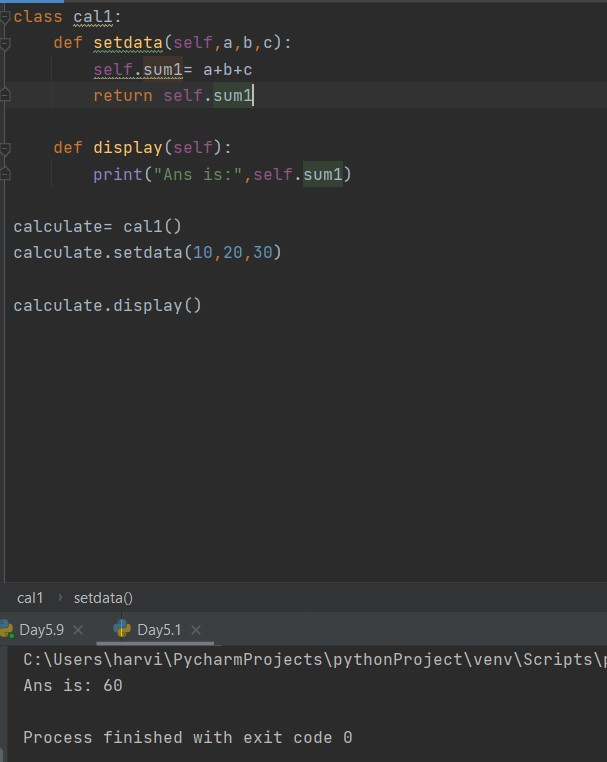 class cal1:
    def setdata(self,a,b,c):
        self.sum1= a+b+c
        return self.sum1

    def display(self):
        print("Ans is:",self.sum1)

calculate= cal1()
calculate.setdata(10,20,30)

calculate.display()
cal1 › setdata()
Day5.9 × Day5.1 ×
C:\Users\harvi\PycharmProjects\pythonProject\venv\Scripts\
Ans is: 60

Process finished with exit code 0